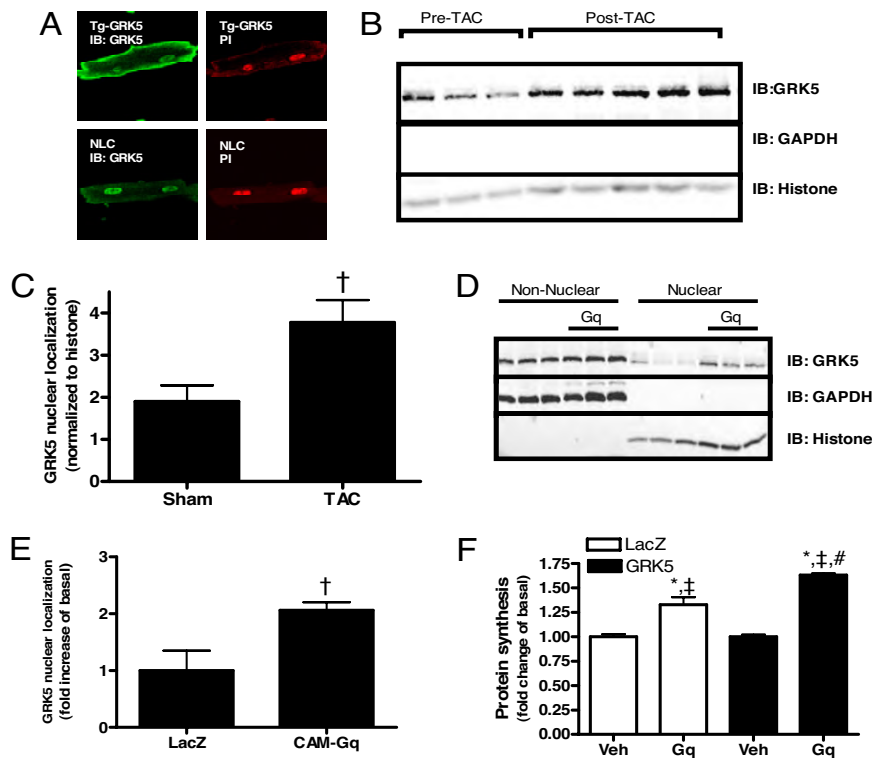 A
Tg-GRK5
IB: GRK5
Tg-GRK5
PI
NLC
IB: GRK5
NLC
PI
B
Pre-TAC
Post-TAC
IB:GRK5
IB: GAPDH
IB: Histone
C
GRK5 nuclear localization
(normalized to histone)
4
3
2
1
0
†
Sham
TAC
D
Non-Nuclear
Nuclear
Gq
Gq
IB: GRK5
IB: GAPDH
IB: Histone
E
GRK5 nuclear localization
(fold increase of basal)
2
1
0
†
LacZ
CAM-Gq
F
Protein synthesis
(fold change of basal)
1.75
1.50
1.25
1.00
0.75
0.50
0.25
0.00
LacZ
GRK5
*,‡
*,‡,#
Veh
Gq
Veh
Gq